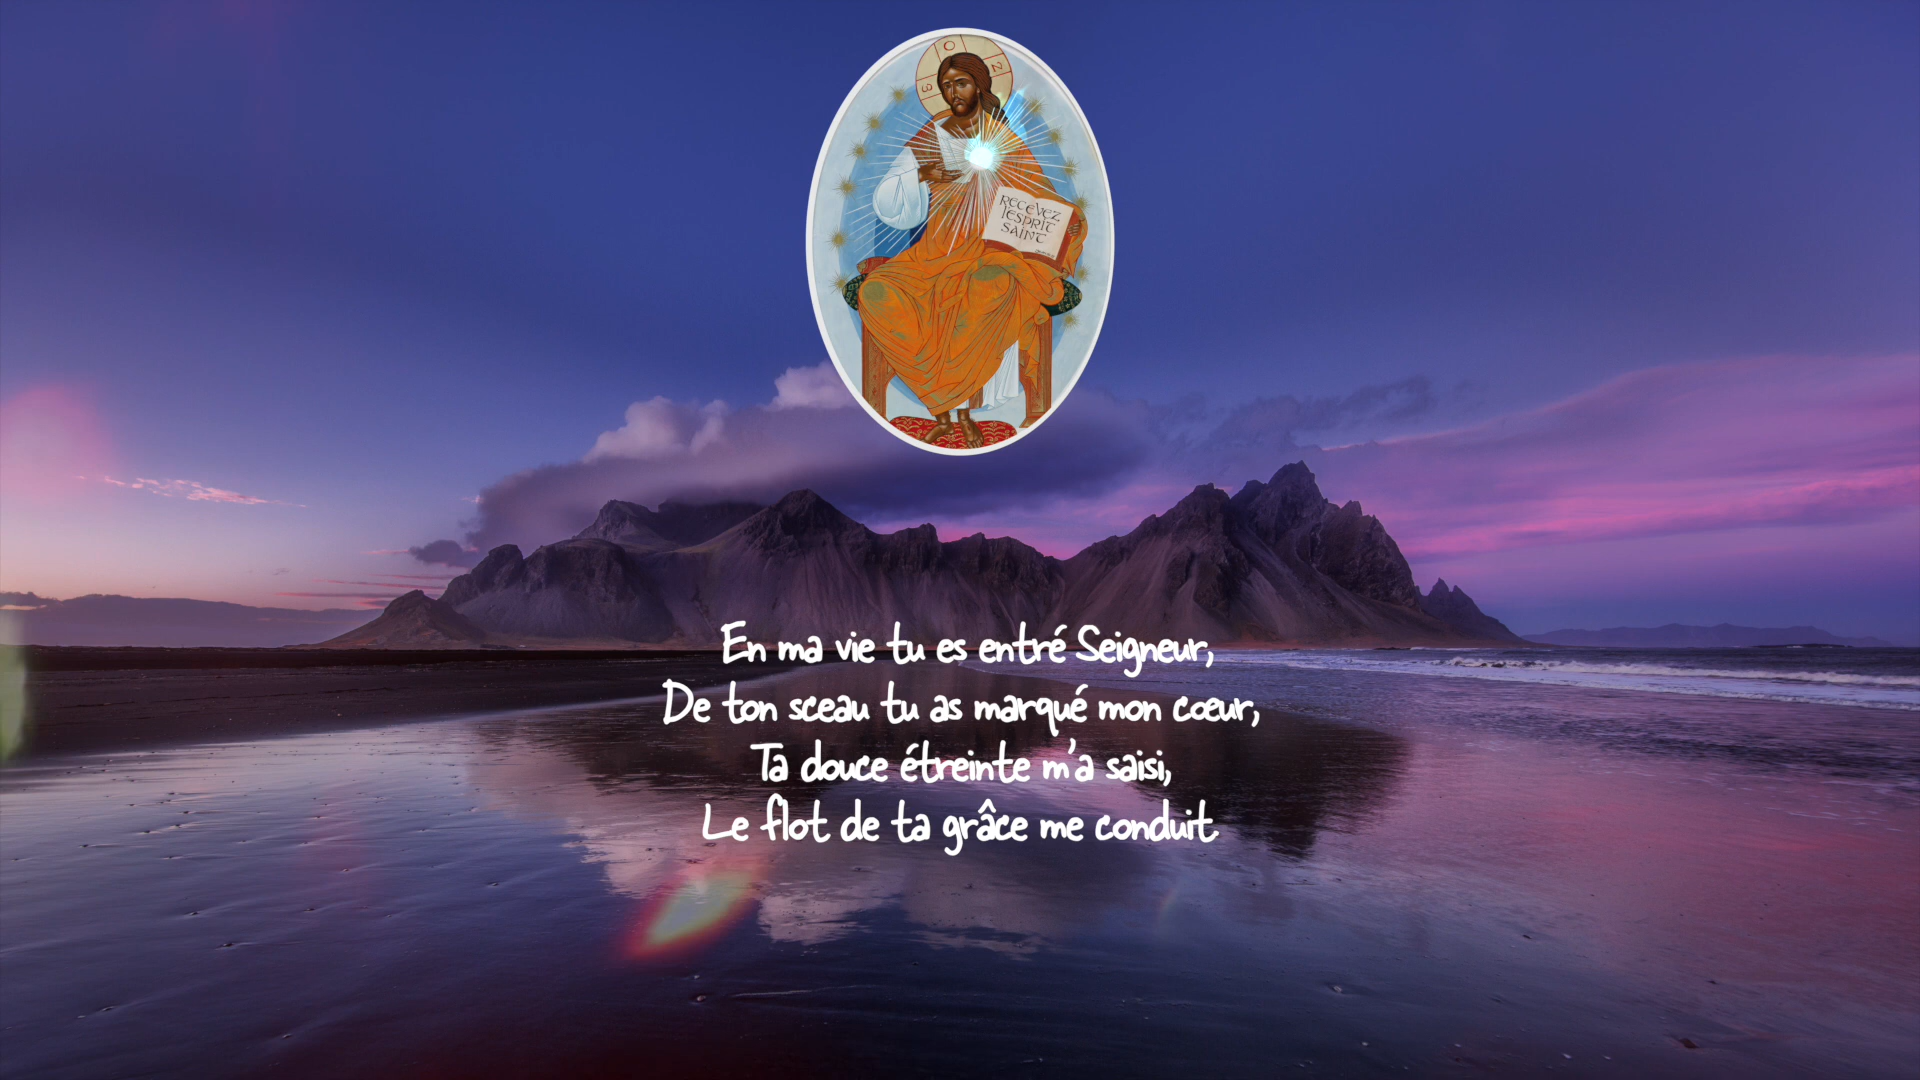 RECEVEZ
lESPRIT
SAINT
En ma vie tu es entré Seigneur,
De ton sceau tu as marqué mon cœur,
Ta douce étreinte m'a saisi,
Le flot de ta grâce me conduit.